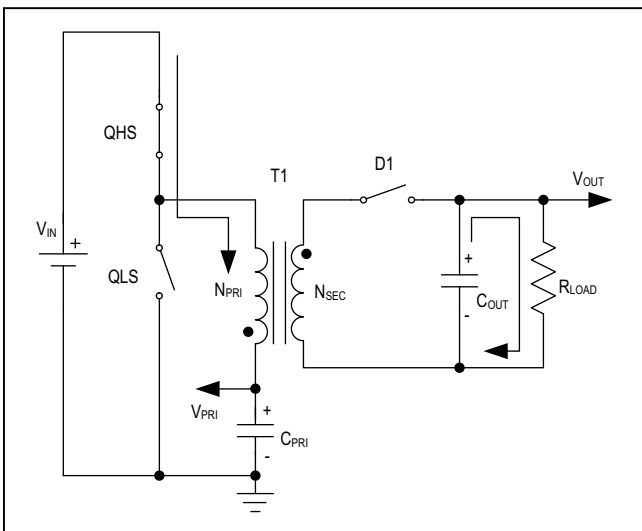 QHS
T1
D1
VOUT
VIN
+
QLS
NPRI
NSEC
+
COUT
-
RLOAD
VPRI
+
CPRI
-